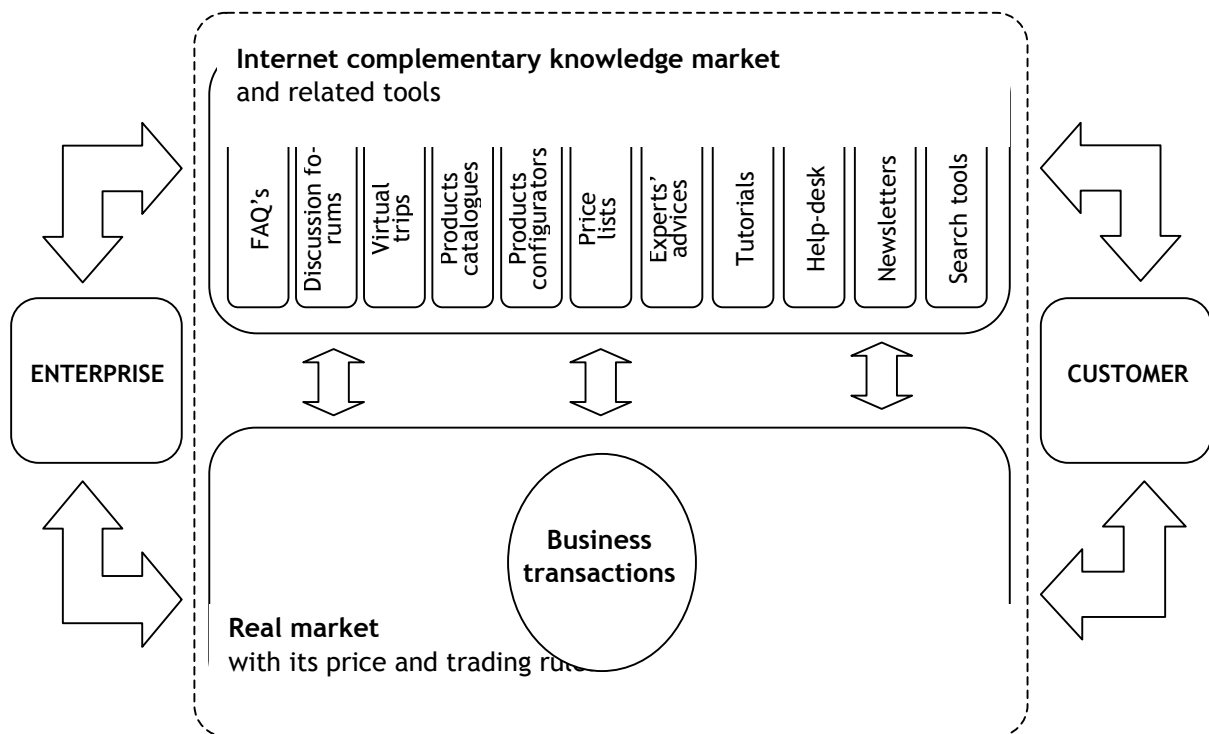 Internet complementary knowledge market
and related tools
FAQ's
Discussion fo-
rums
Virtual
trips
Products
catalogues
Products
configurators
Price
lists
Experts'
advices
Tutorials
Help-desk
Newsletters
Search tools
ENTERPRISE
CUSTOMER
Business
transactions
Real market
with its price and trading rule